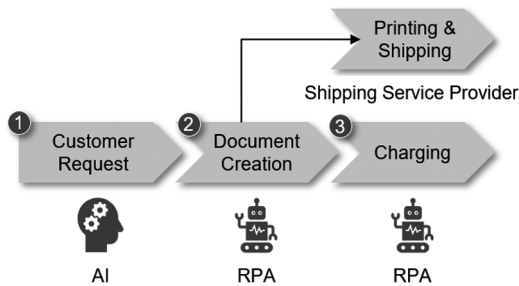 Printing &
Shipping
Shipping Service Provider
1
Customer
Request
2
Document
Creation
3
Charging
AI
RPA
RPA